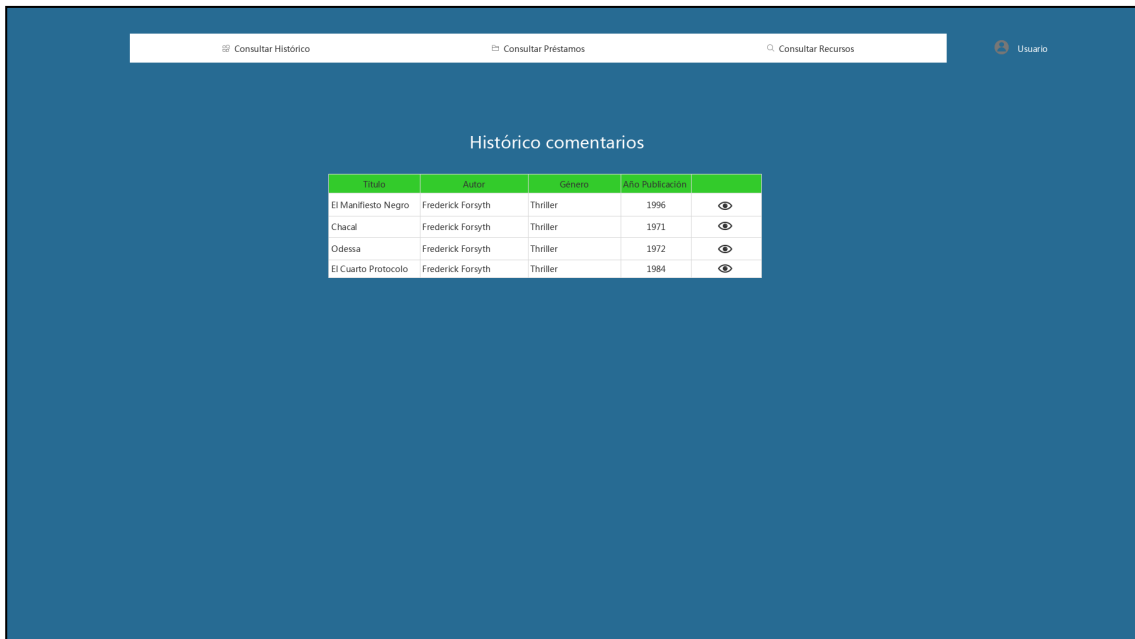 Consultar Histórico Consultar Préstamos Consultar Recursos Usuario
Histórico comentarios
Título Autor Género Año Publicación
El Manifiesto Negro Frederick Forsyth Thriller 1996
Chacal Frederick Forsyth Thriller 1971
Odessa Frederick Forsyth Thriller 1972
El Cuarto Protocolo Frederick Forsyth Thriller 1984